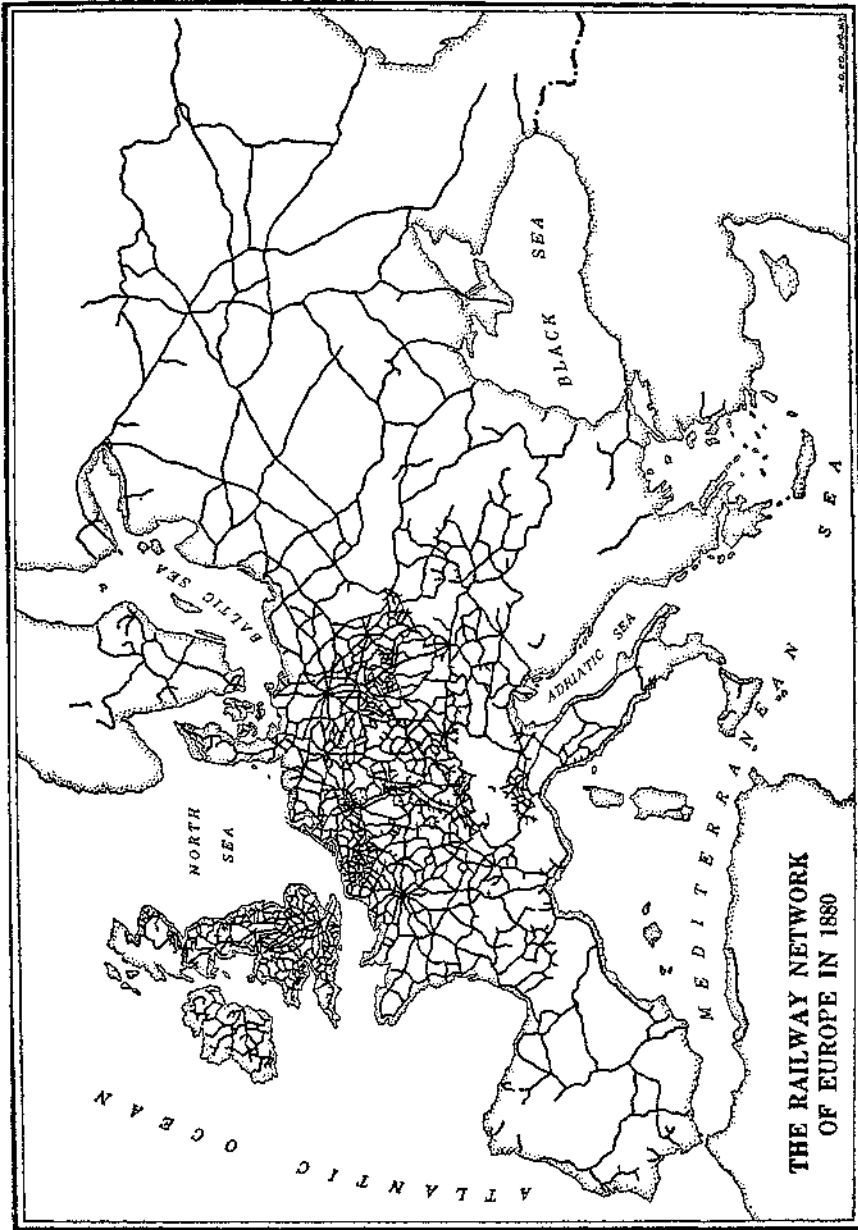 BLACK SEA
BALTIC SEA
ADRIATIC SEA
NORTH
SEA
MEDITERRANEAN
SEA
ATLANTIC OCEAN
THE RAILWAY NETWORK
OF EUROPE IN 1880